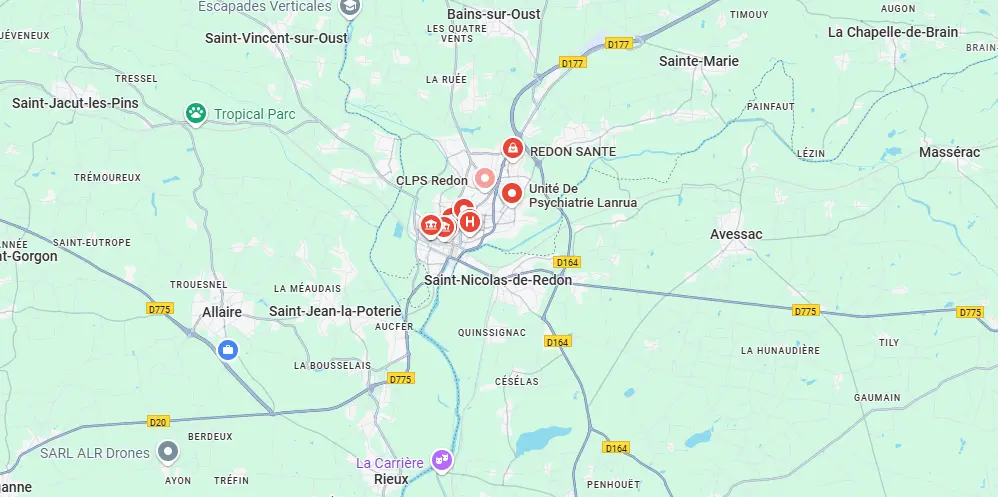 Escapades Verticales
Bains-sur-Oust
TIMOUY
AUGON
UÉVENEUX
Saint-Vincent-sur-Oust
LES QUATRE
VENTS
D177
La Chapelle-de-Brain
BRAIN-
TRESSEL
LA RUÉE
D177
Sainte-Marie
Saint-Jacut-les-Pins
Tropical Parc
PAINFAUT
REDON SANTE
LÉZIN
Massérac
TRÉMOUREUX
CLPS Redon
Unité De
Psychiatrie Lanrua
H
ANNÉE
SAINT-EUTROPE
nt-Gorgon
Avessac
D164
TROUESNEL
LA MÉAUDAIS
Saint-Nicolas-de-Redon
D775
Allaire
Saint-Jean-la-Poterie
D775
D775
AUCFER
QUINSSIGNAC
D164
LA HUNAUDIÈRE
TILY
LA BOUSSELAIS
D775
CÉSÉLAS
GAUMAIN
D20
BERDEUX
D164
SARL ALR Drones
La Carrière
AYON
TRÉFIN
Rieux
PENHOUËT
anne